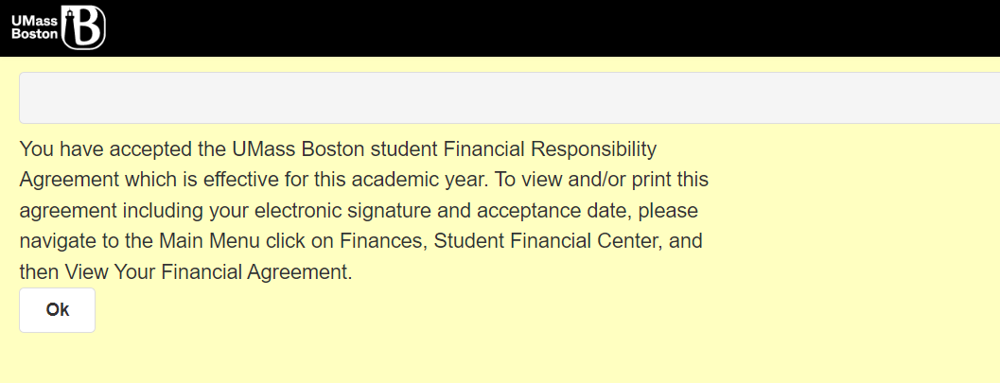 UMass
Boston
B
You have accepted the UMass Boston student Financial Responsibility
Agreement which is effective for this academic year. To view and/or print this
agreement including your electronic signature and acceptance date, please
navigate to the Main Menu click on Finances, Student Financial Center, and
then View Your Financial Agreement.
Ok